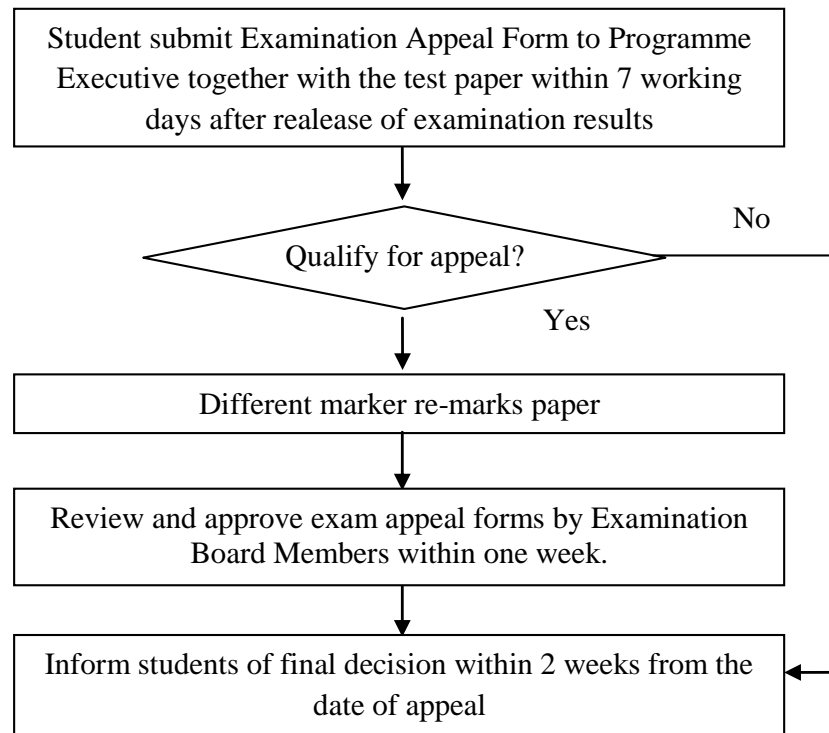 Student submit Examination Appeal Form to Programme
Executive together with the test paper within 7 working
days after realease of examination results
No
Qualify for appeal?
Yes
Different marker re-marks paper
Review and approve exam appeal forms by Examination
Board Members within one week.
Inform students of final decision within 2 weeks from the
date of appeal